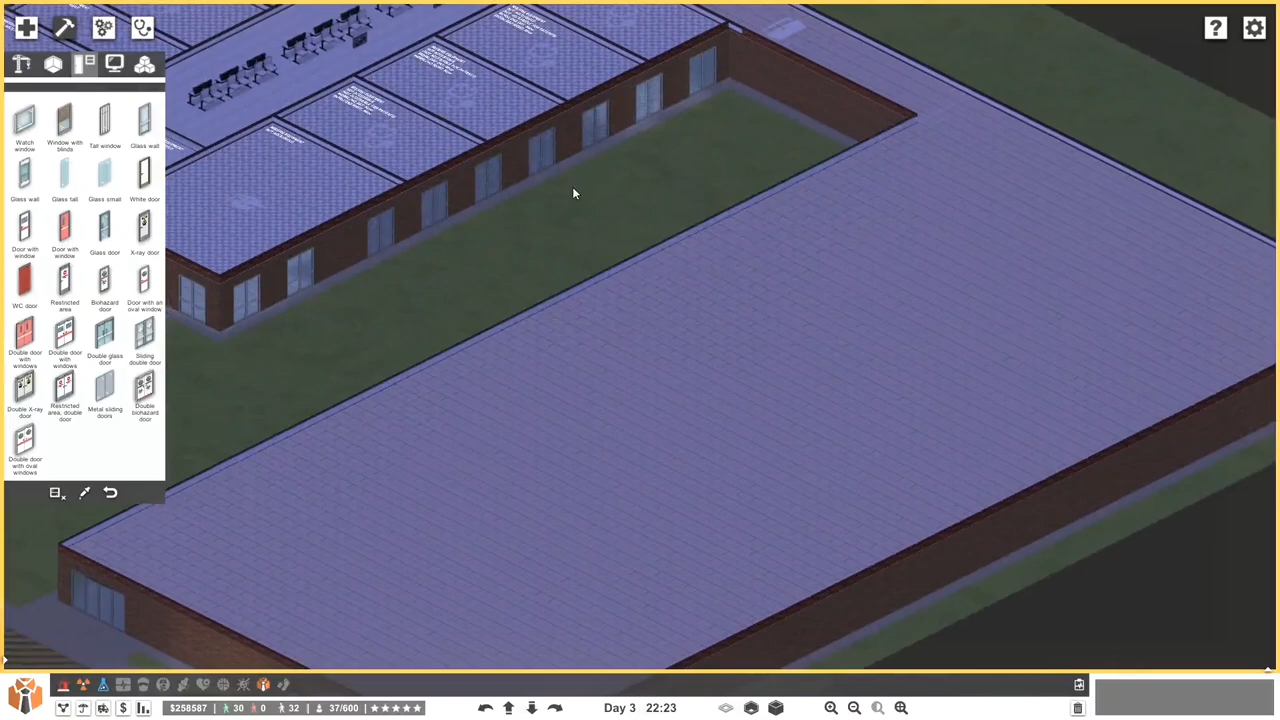 Watch window
Window with blinds
Tall window
Glass wall
Glass wall
Glass tall
Glass small
White door
Door with window
Door with window
Glass door
X-ray door
WC door
Restricted area
Biohazard door
Door with an oval window
Double door with windows
Double door with windows
Double glass door
Sliding double door
Double X-ray door
Restricted area, double door
Metal sliding doors
Double biohazard door
Double door with oval windows
$258587
30
0
32
37/600
Day 3 22:23